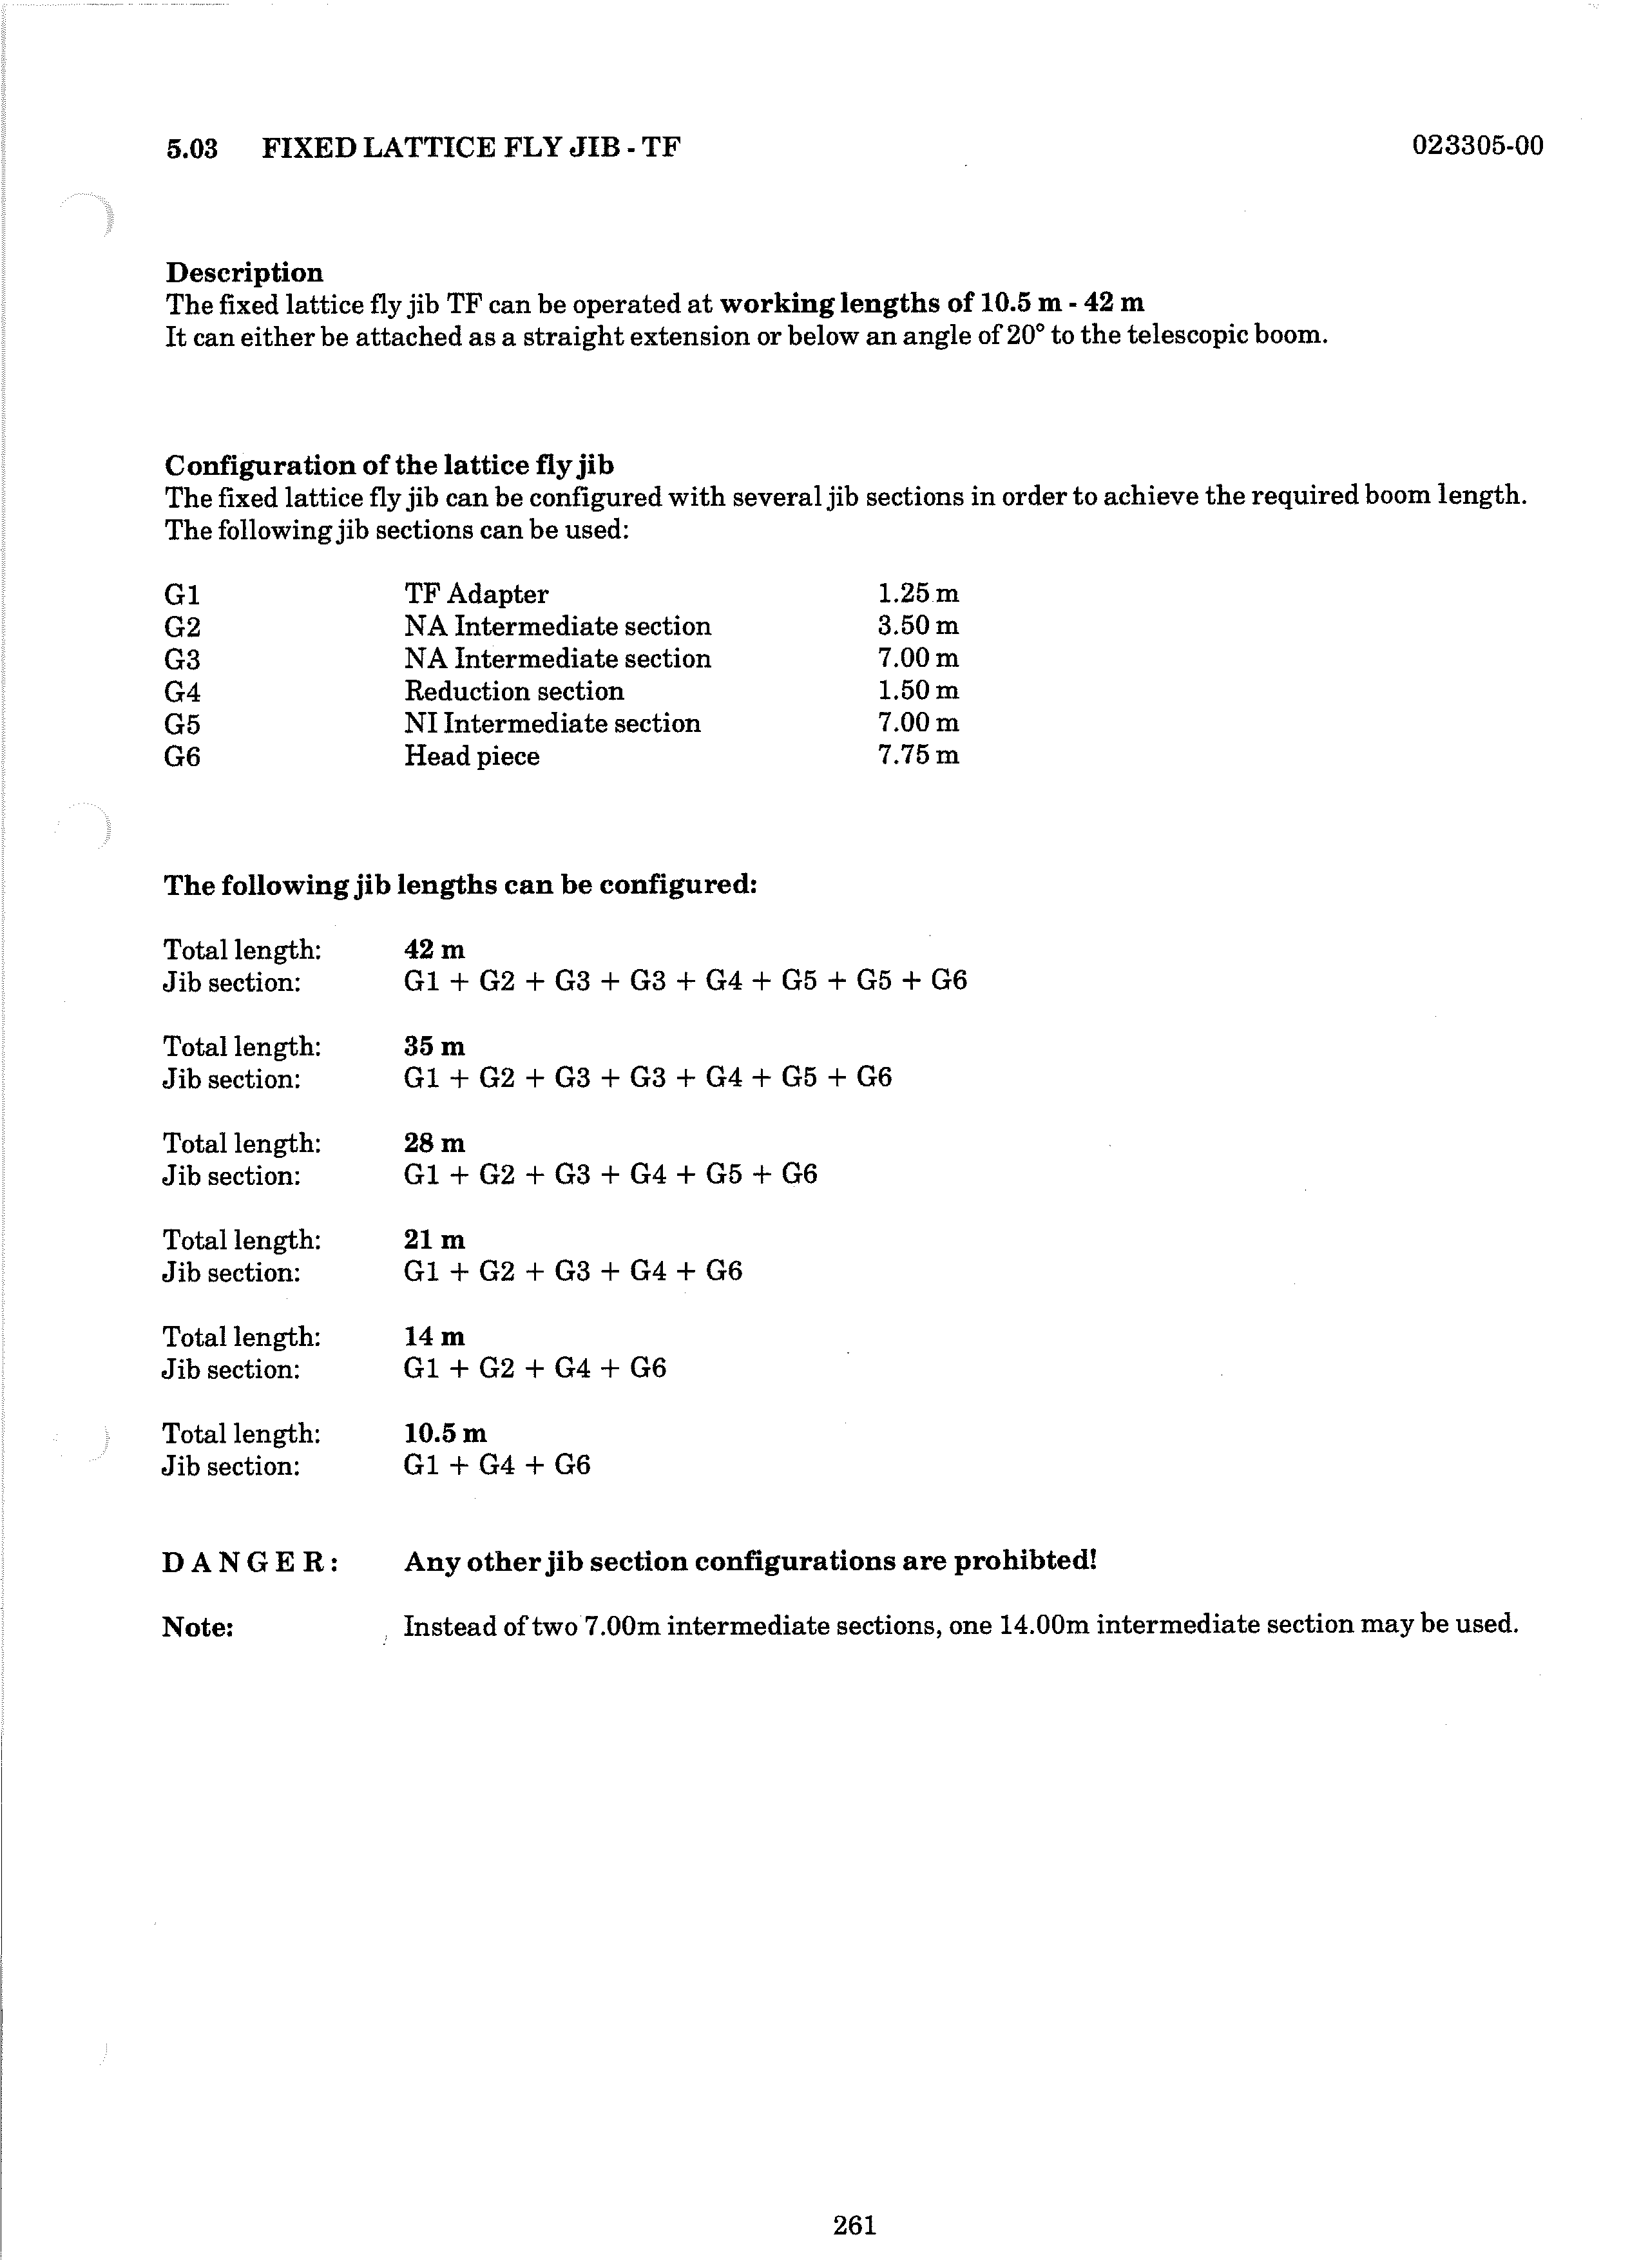 5.03 FIXED LATTICE FLY JIB - TF 023305-00
Description
The fixed lattice fly jib TF can be operated at working lengths of 10.5 m - 42 m
It can either be attached as a straight extension or below an angle of 20° to the telescopic boom.
Configuration of the lattice fly jib
The fixed lattice fly jib can be configured with several jib sections in order to achieve the required boom length.
The following jib sections can be used:
G1 TF Adapter 1.25 m
G2 NA Intermediate section 3.50 m
G3 NA Intermediate section 7.00 m
G4 Reduction section 1.50 m
G5 NI Intermediate section 7.00 m
G6 Head piece 7.75 m
The following jib lengths can be configured:
Total length: 42 m
Jib section: G1 + G2 + G3 + G3 + G4 + G5 + G5 + G6
Total length: 35 m
Jib section: G1 + G2 + G3 + G3 + G4 + G5 + G6
Total length: 28 m
Jib section: G1 + G2 + G3 + G4 + G5 + G6
Total length: 21 m
Jib section: G1 + G2 + G3 + G4 + G6
Total length: 14 m
Jib section: G1 + G2 + G4 + G6
Total length: 10.5 m
Jib section: G1 + G4 + G6
D A N G E R : Any other jib section configurations are prohibted!
Note: Instead of two 7.00m intermediate sections, one 14.00m intermediate section may be used.
261